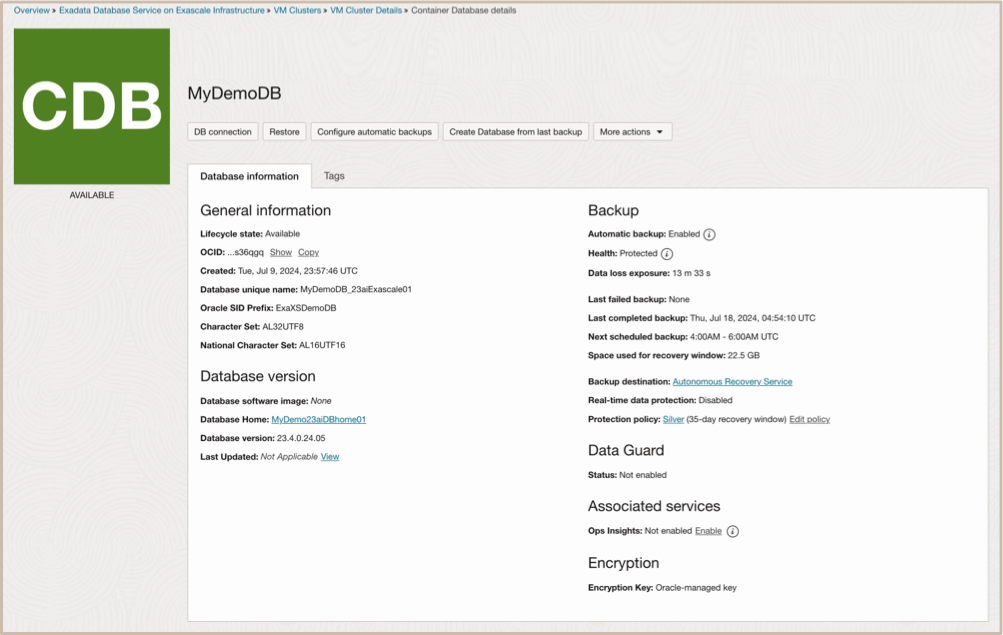 Overview » Exadata Database Service on Exascale Infrastructure » VM Clusters » VM Cluster Details » Container Database details
CDB
AVAILABLE
MyDemoDB
DB connection Restore Configure automatic backups Create Database from last backup More actions
Database information Tags
General information
Lifecycle state: Available
OCID: ...s36qgq Show Copy
Created: Tue, Jul 9, 2024, 23:57:46 UTC
Database unique name: MyDemoDB_23aiExascale01
Oracle SID Prefix: ExaXSDemoDB
Character Set: AL32UTF8
National Character Set: AL16UTF16
Database version
Database software image: None
Database Home: MyDemo23aiDBhome01
Database version: 23.4.0.24.05
Last Updated: Not Applicable View
Backup
Automatic backup: Enabled
Health: Protected
Data loss exposure: 13 m 33 s
Last failed backup: None
Last completed backup: Thu, Jul 18, 2024, 04:54:10 UTC
Next scheduled backup: 4:00AM - 6:00AM UTC
Space used for recovery window: 22.5 GB
Backup destination: Autonomous Recovery Service
Real-time data protection: Disabled
Protection policy: Silver (35-day recovery window) Edit policy
Data Guard
Status: Not enabled
Associated services
Ops Insights: Not enabled Enable
Encryption
Encryption Key: Oracle-managed key